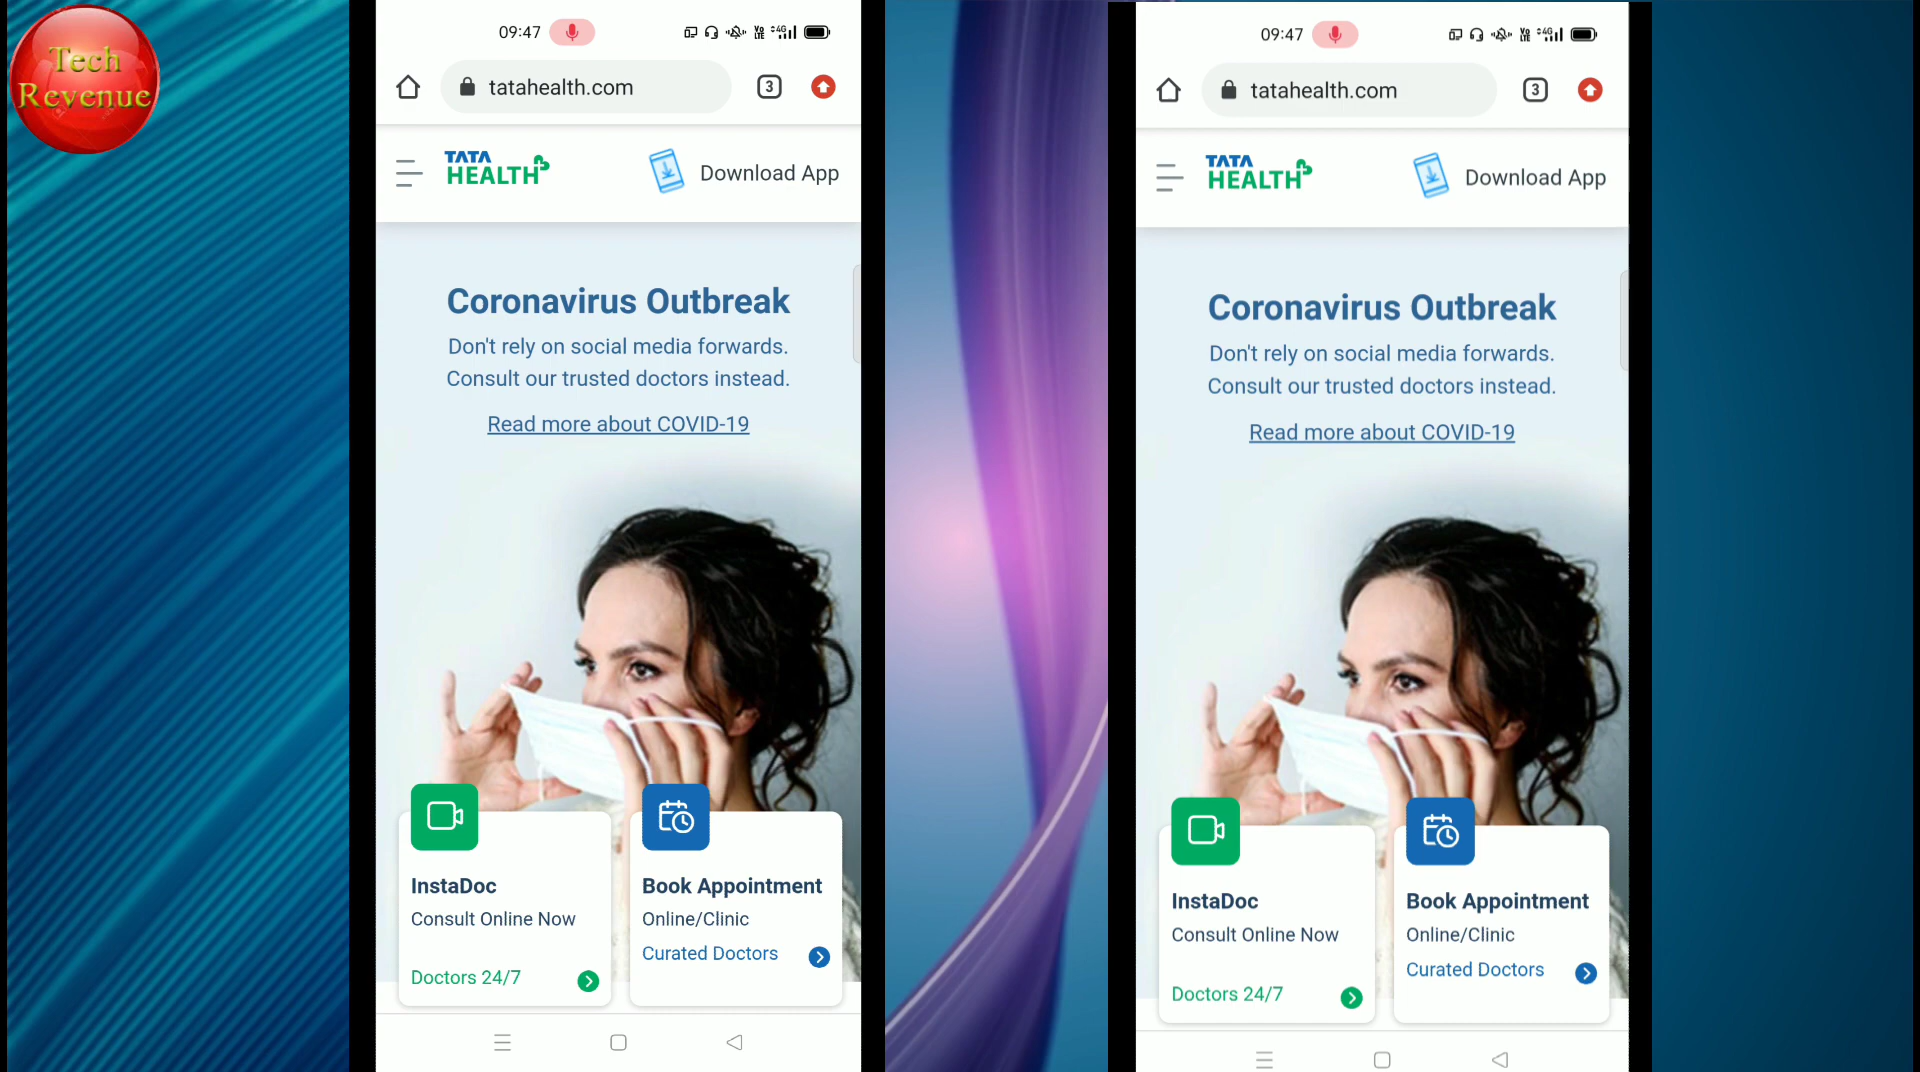 Tech
Revenue
09:47
4G
tatahealth.com
3
TATA
HEALTH
Download App
Coronavirus Outbreak
Don't rely on social media forwards.
Consult our trusted doctors instead.
Read more about COVID-19
InstaDoc
Consult Online Now
Doctors 24/7
Book Appointment
Online/Clinic
Curated Doctors
09:47
4G
tatahealth.com
3
TATA
HEALTH
Download App
Coronavirus Outbreak
Don't rely on social media forwards.
Consult our trusted doctors instead.
Read more about COVID-19
InstaDoc
Consult Online Now
Doctors 24/7
Book Appointment
Online/Clinic
Curated Doctors